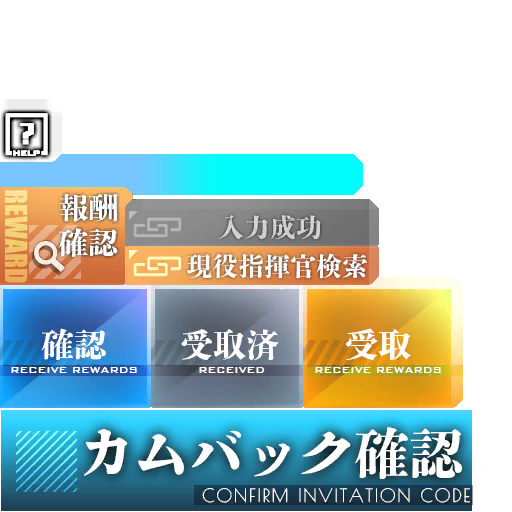 ?
HELP
REWARD
報酬
確認
入力成功
現役指揮官検索
確認
RECEIVE REWARDS
受取済
RECEIVED
受取
RECEIVE REWARDS
カムバック確認
CONFIRM INVITATION CODE